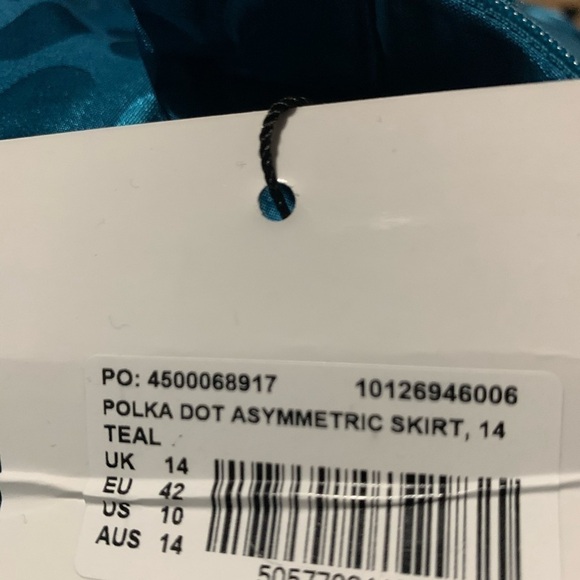 PO: 4500068917 10126946006
POLKA DOT ASYMMETRIC SKIRT, 14
TEAL
UK 14
EU 42
US 10
AUS 14